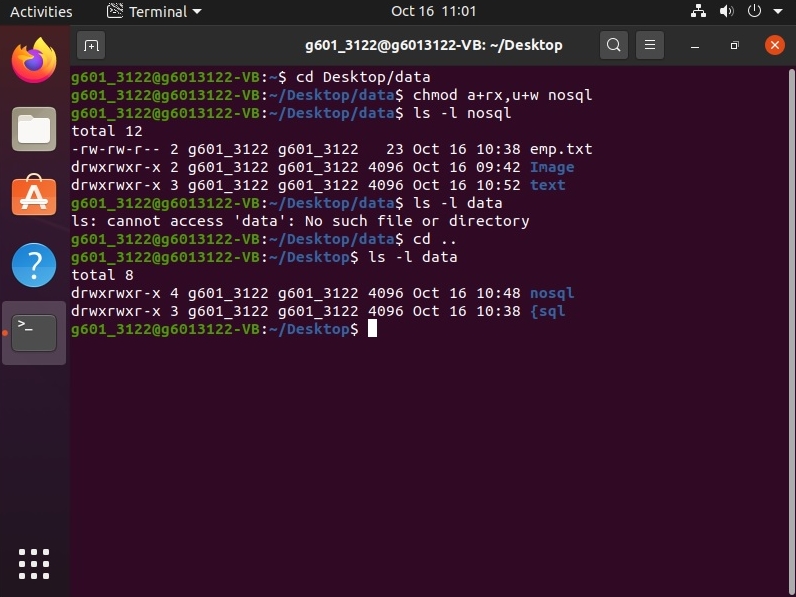 Activities
Terminal
Oct 16 11:01
g601_3122@g6013122-VB: ~/Desktop
g601_3122@g6013122-VB:~$ cd Desktop/data
g601_3122@g6013122-VB:~/Desktop/data$ chmod a+rx,u+w nosql
g601_3122@g6013122-VB:~/Desktop/data$ ls -l nosql
total 12
-rw-rw-r-- 2 g601_3122 g601_3122   23 Oct 16 10:38 emp.txt
drwxrwxr-x 2 g601_3122 g601_3122 4096 Oct 16 09:42 Image
drwxrwxr-x 3 g601_3122 g601_3122 4096 Oct 16 10:52 text
g601_3122@g6013122-VB:~/Desktop/data$ ls -l data
ls: cannot access 'data': No such file or directory
g601_3122@g6013122-VB:~/Desktop/data$ cd ..
g601_3122@g6013122-VB:~/Desktop$ ls -l data
total 8
drwxrwxr-x 4 g601_3122 g601_3122 4096 Oct 16 10:48 nosql
drwxrwxr-x 3 g601_3122 g601_3122 4096 Oct 16 10:38 {sql
g601_3122@g6013122-VB:~/Desktop$